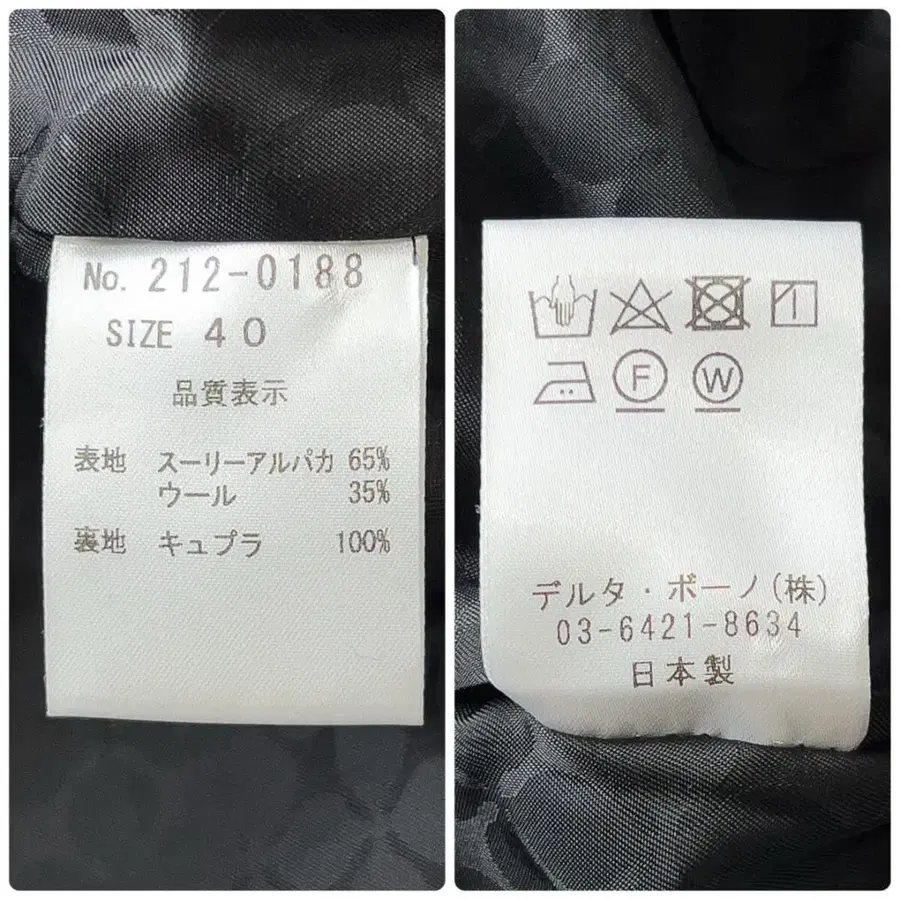 No. 212-0188
SIZE 40
品質表示
表地 スーリーアルパカ 65%
ウール 35%
裏地 キュプラ 100%
F W
デルタ・ボーノ(株)
03-6421-8634
日本製